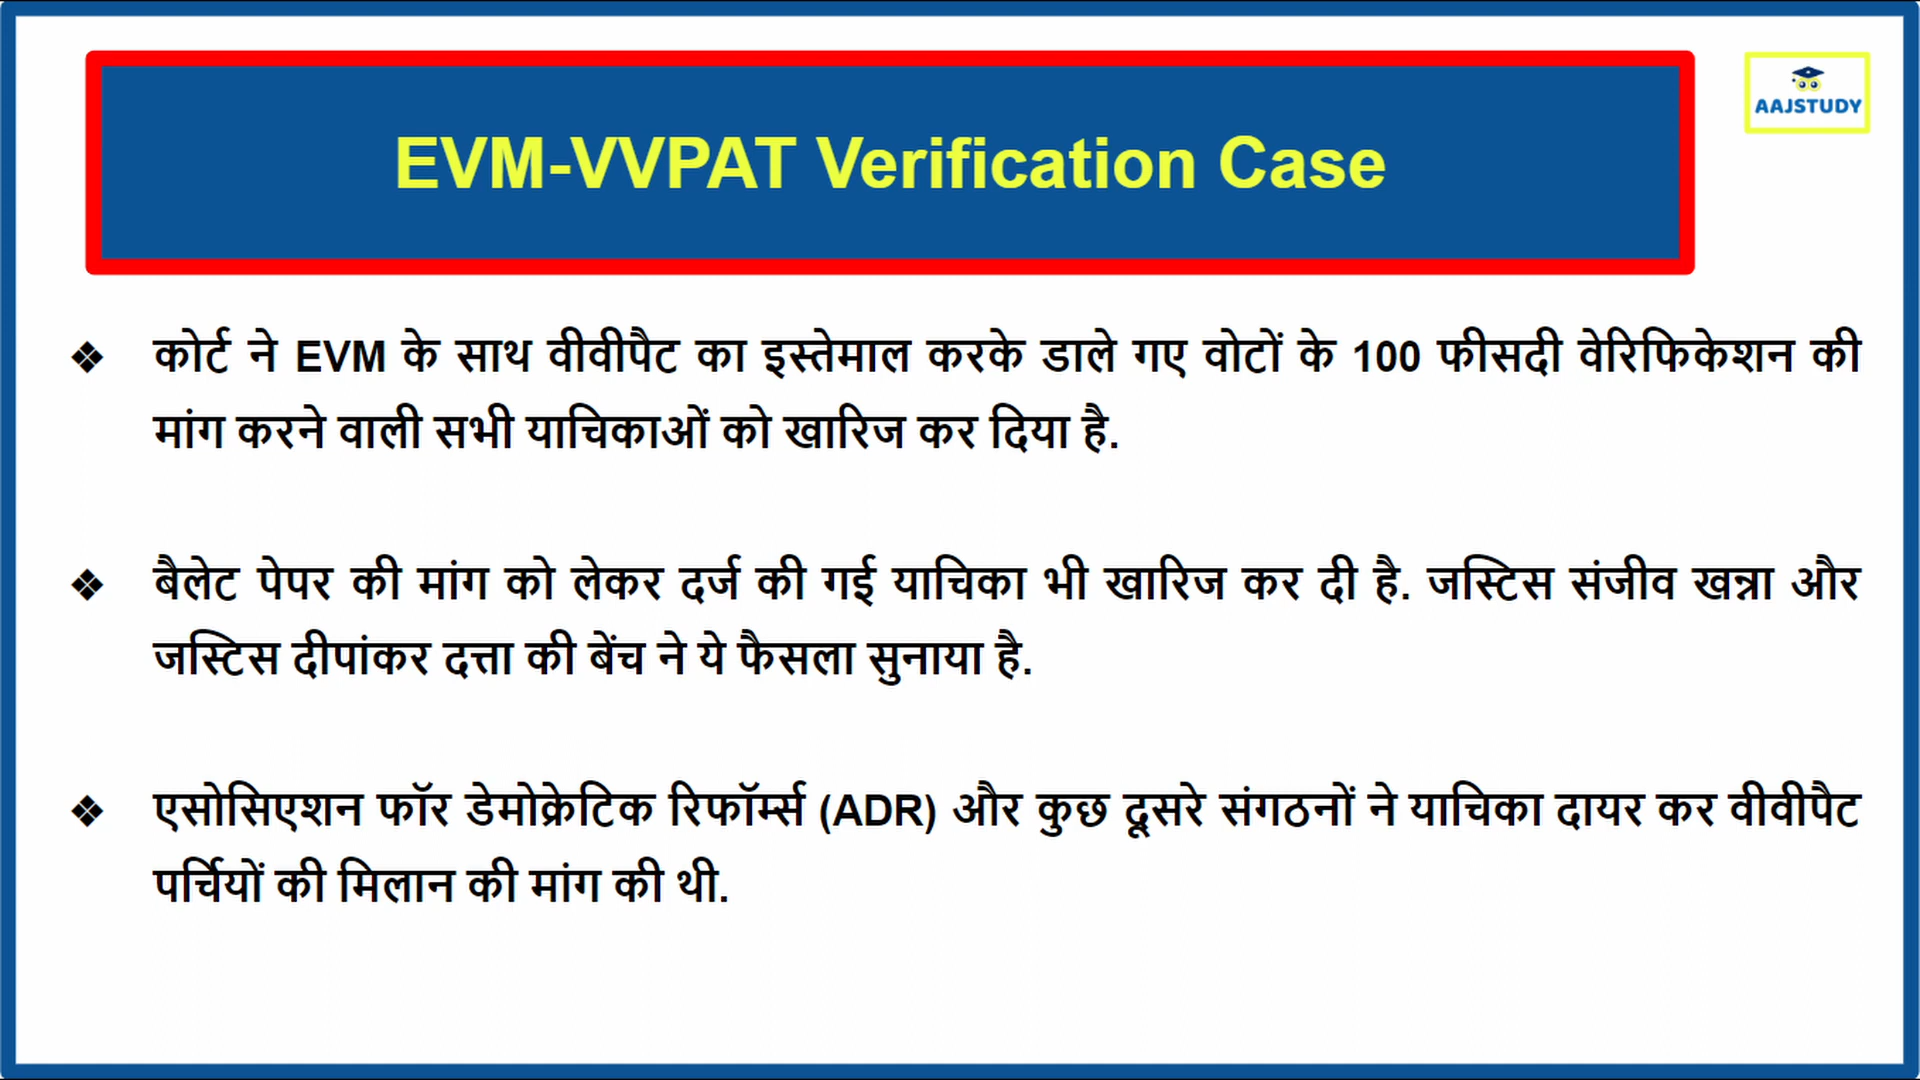 AAJSTUDY
EVM-VVPAT Verification Case
❖ कोर्ट ने EVM के साथ वीवीपैट का इस्तेमाल करके डाले गए वोटों के 100 फीसदी वेरिफिकेशन की
मांग करने वाली सभी याचिकाओं को खारिज कर दिया है.
❖ बैलेट पेपर की मांग को लेकर दर्ज की गई याचिका भी खारिज कर दी है. जस्टिस संजीव खन्ना और
जस्टिस दीपांकर दत्ता की बेंच ने ये फैसला सुनाया है.
❖ एसोसिएशन फॉर डेमोक्रेटिक रिफॉर्म्स (ADR) और कुछ दूसरे संगठनों ने याचिका दायर कर वीवीपैट
पर्चियों की मिलान की मांग की थी.